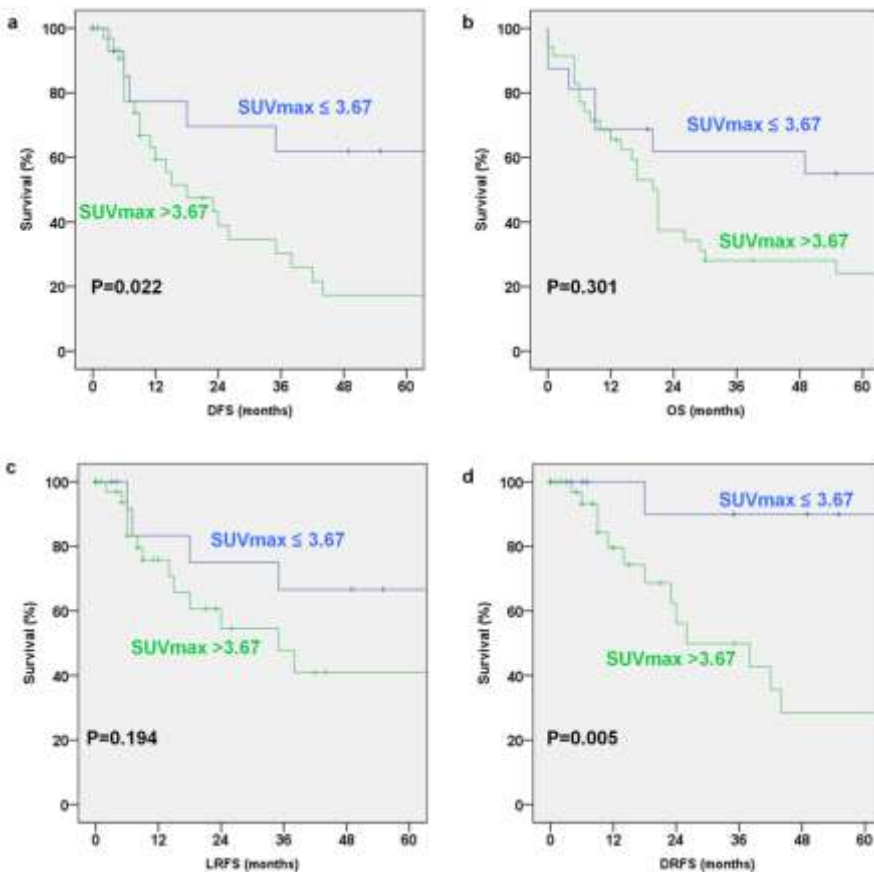 a
100
80
60
40
20
0
Survival (%)
SUVmax ≤ 3.67
SUVmax >3.67
P=0.022
0 12 24 36 48 60
DFS (months)
b
100
80
60
40
20
0
Survival (%)
SUVmax ≤ 3.67
SUVmax >3.67
P=0.301
0 12 24 36 48 60
OS (months)
c
100
80
60
40
20
0
Survival (%)
SUVmax ≤ 3.67
SUVmax >3.67
P=0.194
0 12 24 36 48 60
LRFS (months)
d
100
80
60
40
20
0
Survival (%)
SUVmax ≤ 3.67
SUVmax >3.67
P=0.005
0 12 24 36 48 60
DRFS (months)